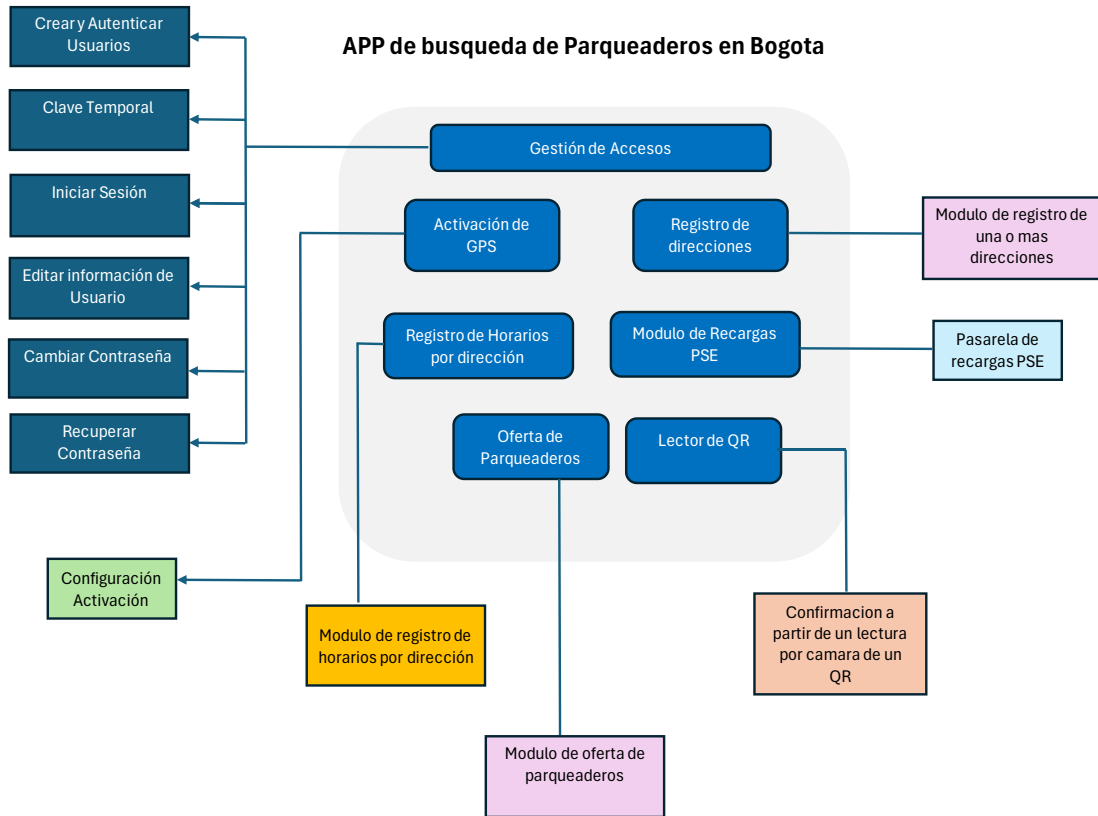 APP de busqueda de Parqueaderos en Bogota
Crear y Autenticar
Usuarios
Clave Temporal
Iniciar Sesión
Editar información de
Usuario
Cambiar Contraseña
Recuperar
Contraseña
Gestión de Accesos
Activación de
GPS
Registro de
direcciones
Modulo de registro de
una o mas
direcciones
Registro de Horarios
por dirección
Modulo de Recargas
PSE
Pasarela de
recargas PSE
Oferta de
Parqueaderos
Lector de QR
Configuración
Activación
Modulo de registro de
horarios por dirección
Confirmacion a
partir de un lectura
por camara de un
QR
Modulo de oferta de
parqueaderos